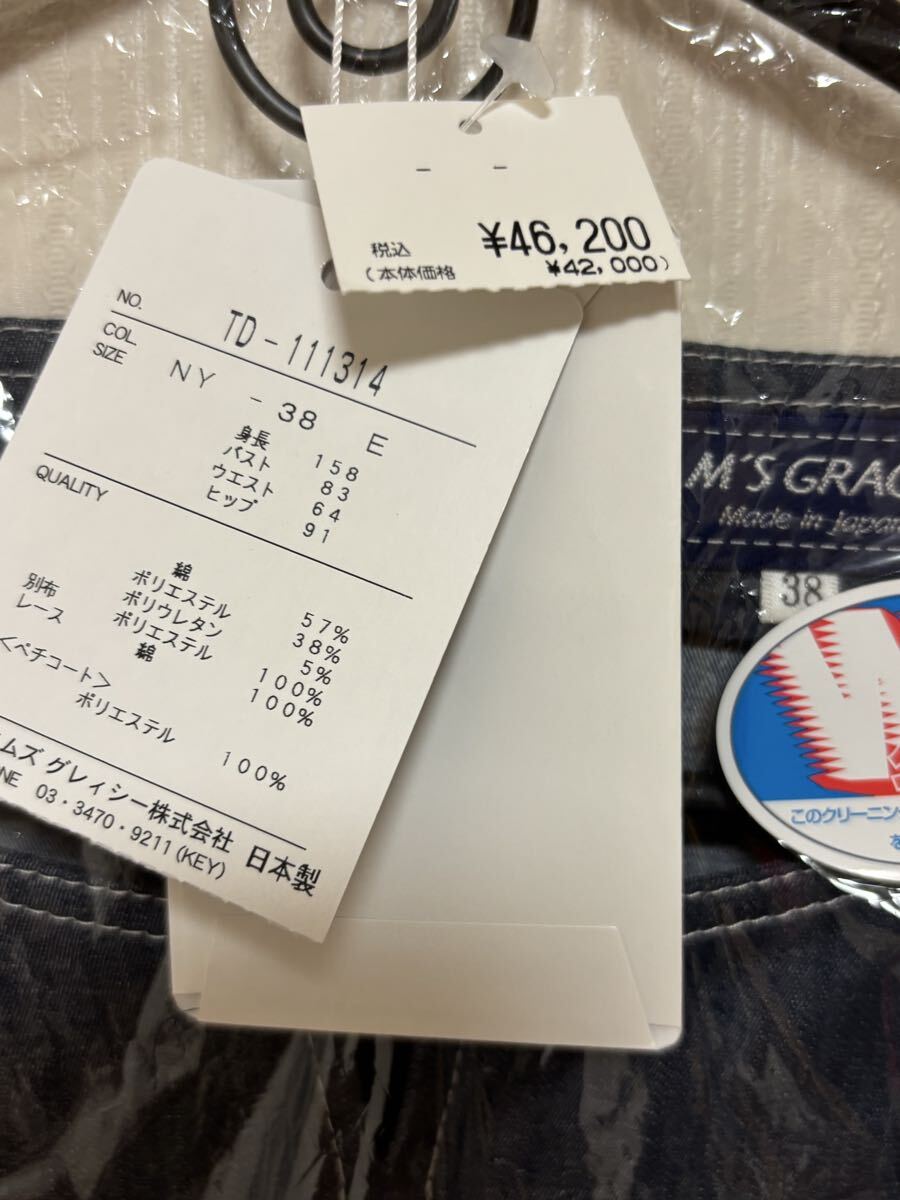 - -
税込 ¥46,200
(本体価格 ¥42,000)
NO. TD-111314
COL. NY
SIZE - 38 E
身長 158
バスト 83
ウエスト 64
ヒップ 91
QUALITY
綿 57%
ポリエステル 38%
ポリウレタン 5%
別布 ポリエステル 100%
レース 綿 100%
<ペチコート>
ポリエステル 100%
ムズ グレィシー株式会社 日本製
03・3470・9211(KEY)
M'S GRAC
Made in Japan
38
このクリーニン
を